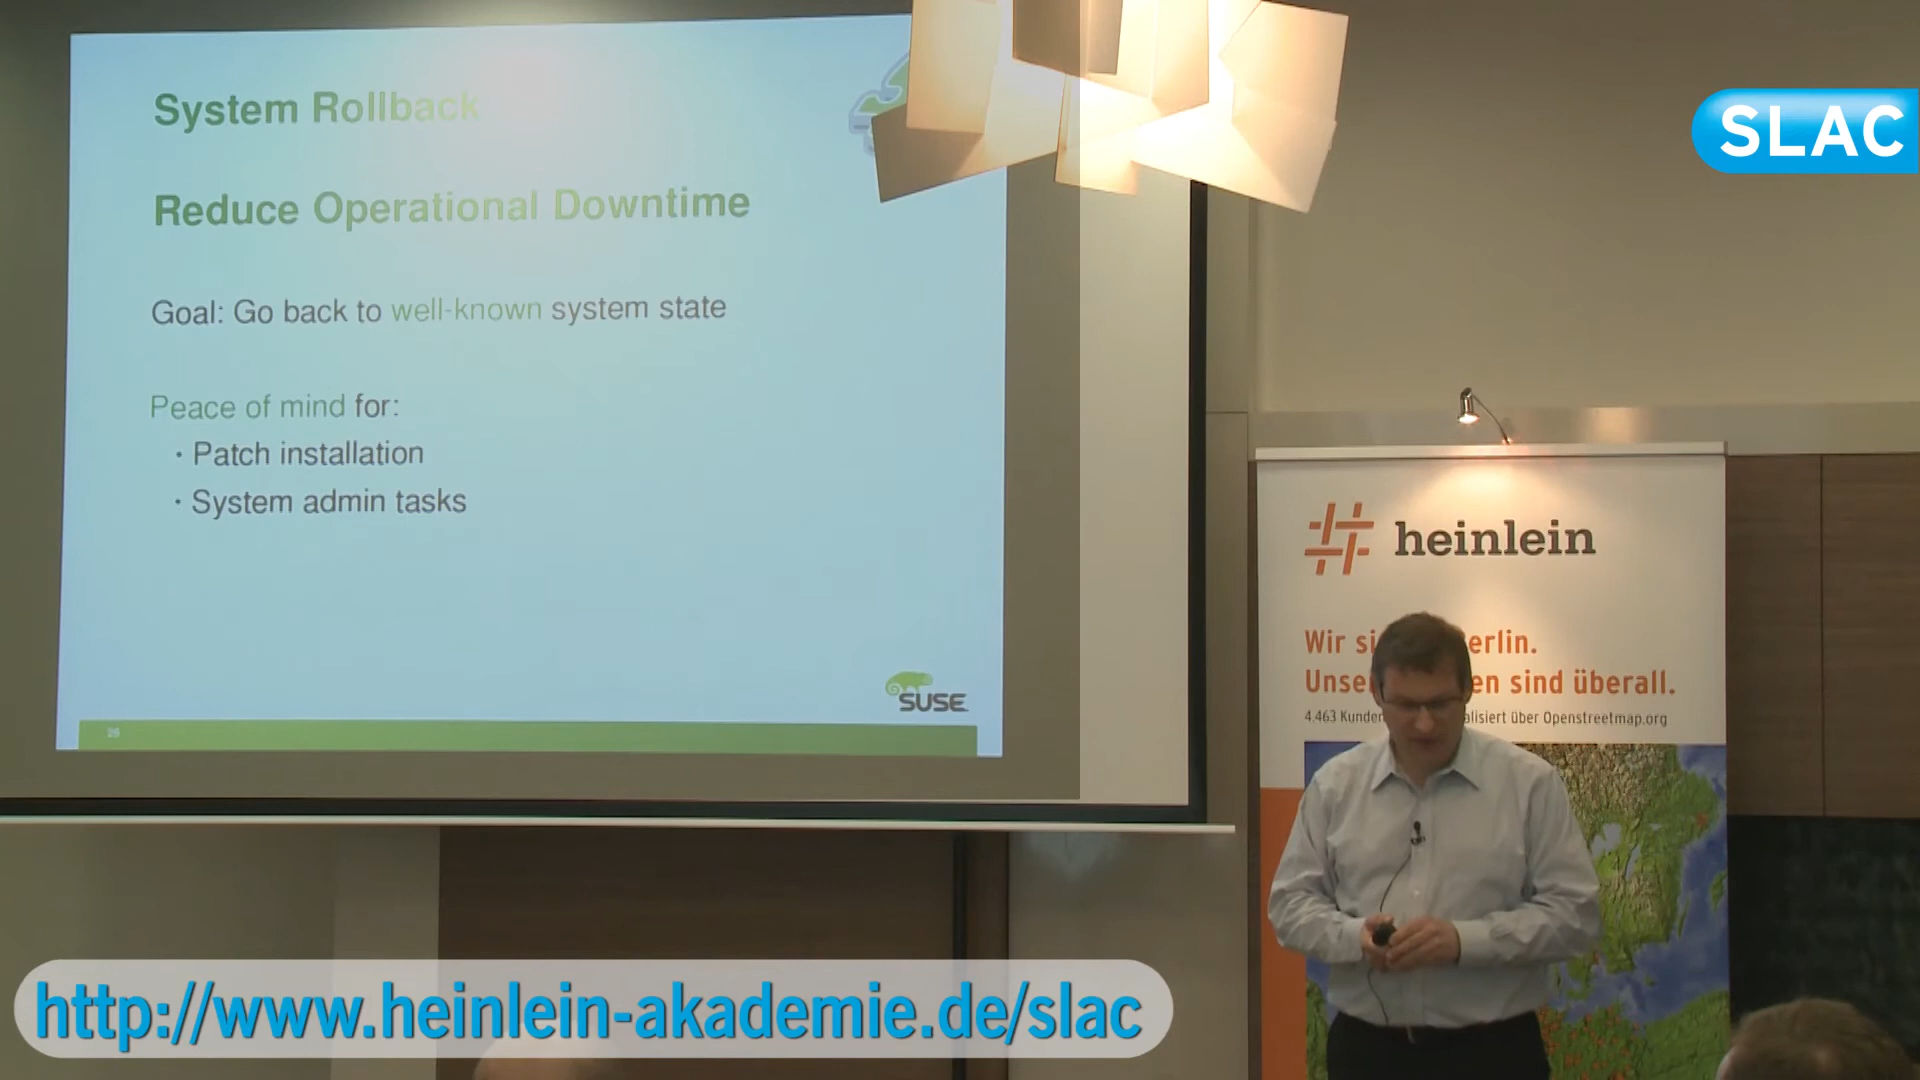 System Rollback
Reduce Operational Downtime
Goal: Go back to well-known system state
Peace of mind for:
· Patch installation
· System admin tasks
SUSE
26
SLAC
heinlein
Wir si erlin.
Unse en sind überall.
4.463 Kunden alisiert über Openstreetmap.org
http://www.heinlein-akademie.de/slac